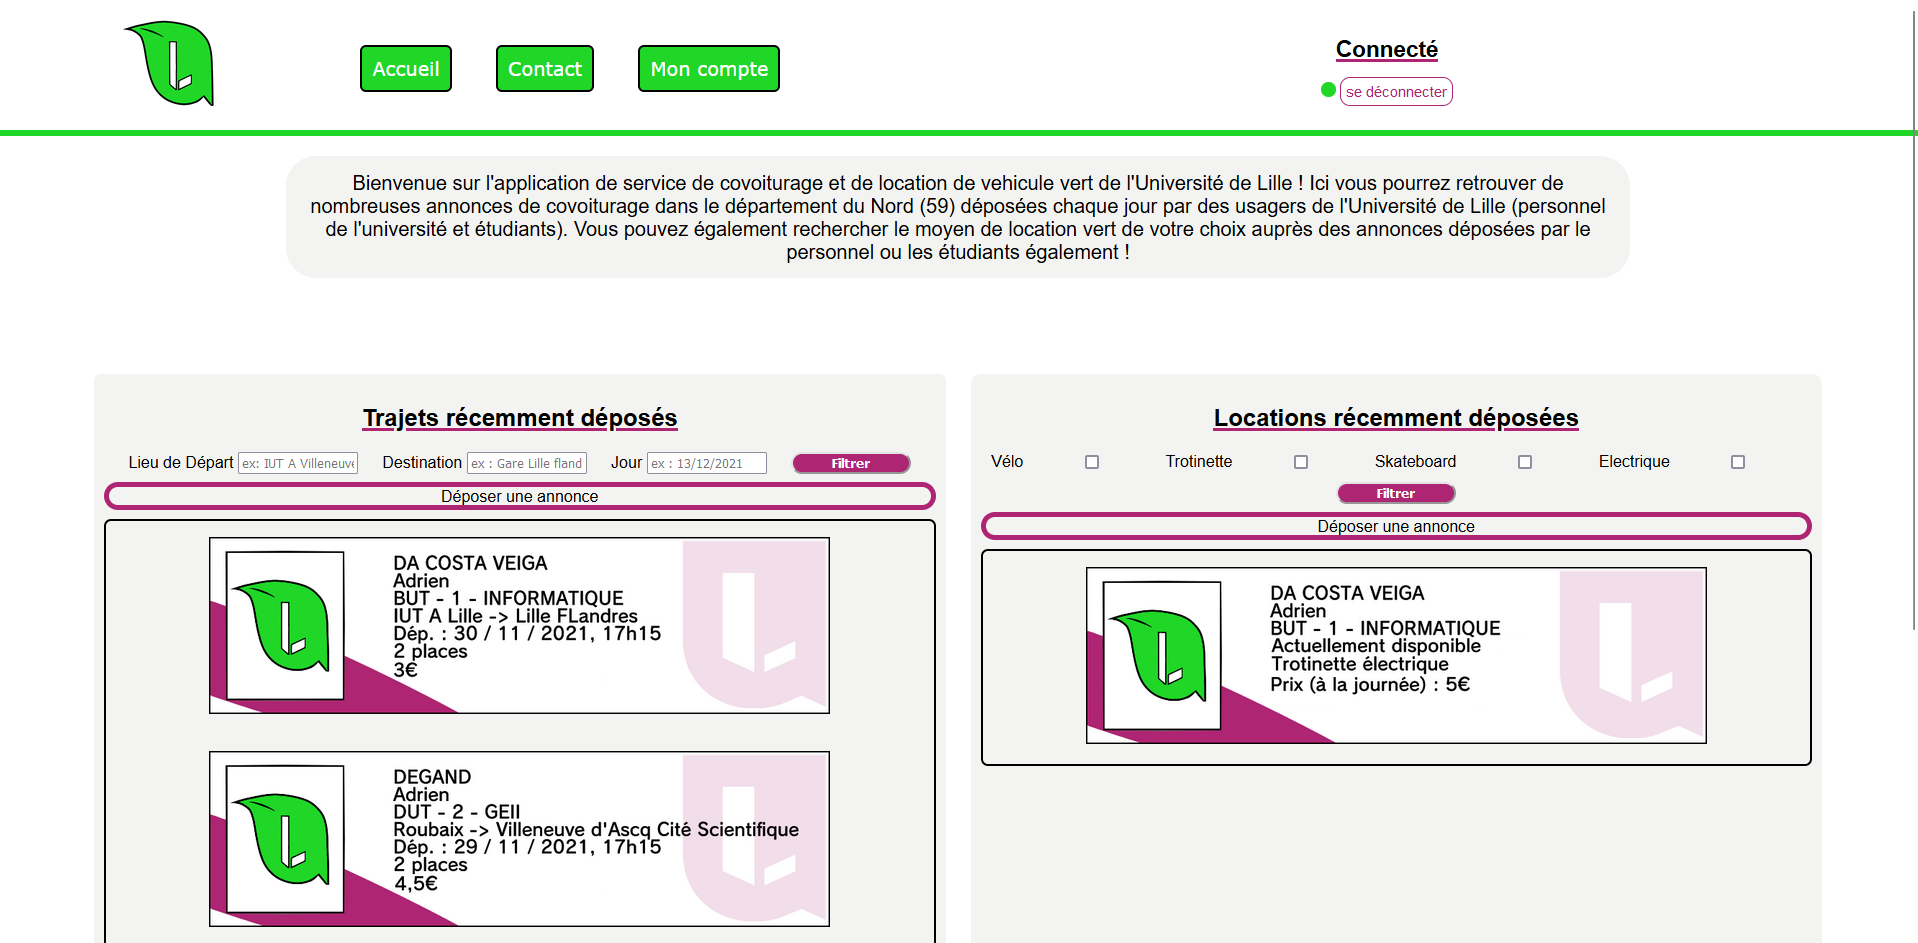 Accueil
Contact
Mon compte
Connecté
se déconnecter
Bienvenue sur l'application de service de covoiturage et de location de vehicule vert de l'Université de Lille ! Ici vous pourrez retrouver de
nombreuses annonces de covoiturage dans le département du Nord (59) déposées chaque jour par des usagers de l'Université de Lille (personnel
de l'université et étudiants). Vous pouvez également rechercher le moyen de location vert de votre choix auprès des annonces déposées par le
personnel ou les étudiants également !
Trajets récemment déposés
Lieu de Départ ex: IUT A Villeneuve Destination ex : Gare Lille fland Jour ex : 13/12/2021 Filtrer
Déposer une annonce
DA COSTA VEIGA
Adrien
BUT - 1 - INFORMATIQUE
IUT A Lille -> Lille FLandres
Dép. : 30 / 11 / 2021, 17h15
2 places
3€
DEGAND
Adrien
DUT - 2 - GEII
Roubaix -> Villeneuve d'Ascq Cité Scientifique
Dép. : 29 / 11 / 2021, 17h15
2 places
4,5€
Locations récemment déposées
Vélo Trotinette Skateboard Electrique
Filtrer
Déposer une annonce
DA COSTA VEIGA
Adrien
BUT - 1 - INFORMATIQUE
Actuellement disponible
Trotinette électrique
Prix (à la journée) : 5€